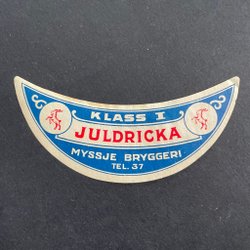 KLASS I
JULDRICKA
MYSSJE BRYGGERI
TEL. 37